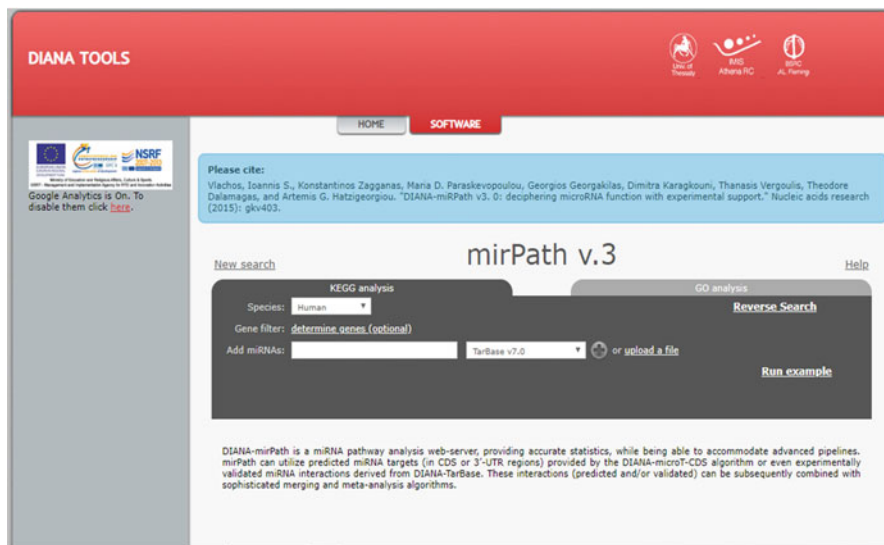 DIANA TOOLS
Univ of
Thessaly
IMIS
Athena RC
BSRC
AL Fleming
HOME
SOFTWARE
NSRF
Google Analytics is On. To
disable them click here.
Please cite:
Vlachos, Ioannis S., Konstantinos Zagganas, Maria D. Paraskevopoulou, Georgios Georgakilas, Dimitra Karagkouni, Thanasis Vergoulis, Theodore
Dalamagas, and Artemis G. Hatzigeorgiou. "DIANA-miRPath v3. 0: deciphering microRNA function with experimental support." Nucleic acids research
(2015): gkv403.
New search
mirPath v.3
Help
KEGG analysis
GO analysis
Species: Human
Reverse Search
Gene filter: determine genes (optional)
Add miRNAs: TarBase v7.0 or upload a file
Run example
DIANA-mirPath is a miRNA pathway analysis web-server, providing accurate statistics, while being able to accommodate advanced pipelines.
mirPath can utilize predicted miRNA targets (in CDS or 3'-UTR regions) provided by the DIANA-microT-CDS algorithm or even experimentally
validated miRNA interactions derived from DIANA-TarBase. These interactions (predicted and/or validated) can be subsequently combined with
sophisticated merging and meta-analysis algorithms.